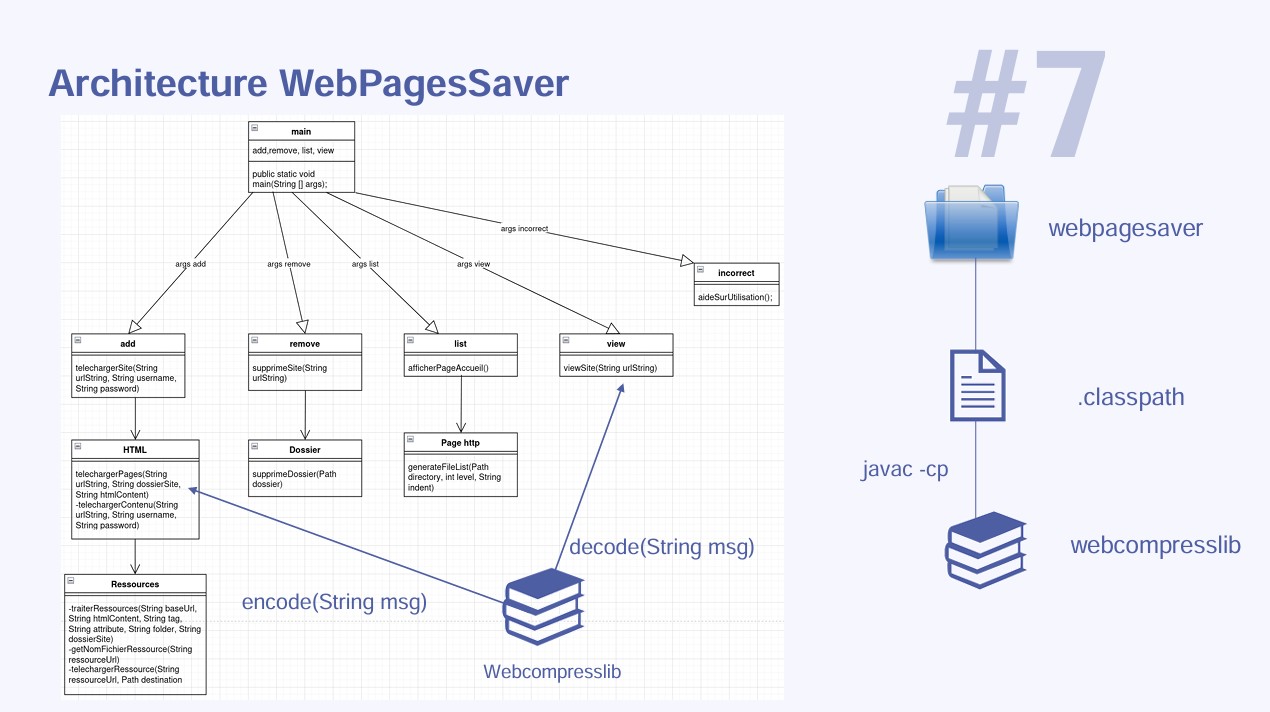 Architecture WebPagesSaver
#7
main
add,remove, list, view
public static void
main(String [] args);
args incorrect
args add
args remove
args list
args view
incorrect
aideSurUtilisation();
add
telechargerSite(String
urlString, String username,
String password)
remove
supprimeSite(String
urlString)
list
afficherPageAccueil()
view
viewSite(String urlString)
HTML
telechargerPages(String
urlString, String dossierSite,
String htmlContent)
-telechargerContenu(String
urlString, String username,
String password)
Dossier
supprimeDossier(Path
dossier)
Page http
generateFileList(Path
directory, int level, String
indent)
Ressources
-traiterRessources(String baseUrl,
String htmlContent, String tag,
String attribute, String folder, String
dossierSite)
-getNomFichierRessource(String
ressourceUrl)
-telechargerRessource(String
ressourceUrl, Path destination
encode(String msg)
decode(String msg)
Webcompresslib
webpagesaver
.classpath
javac -cp
webcompresslib